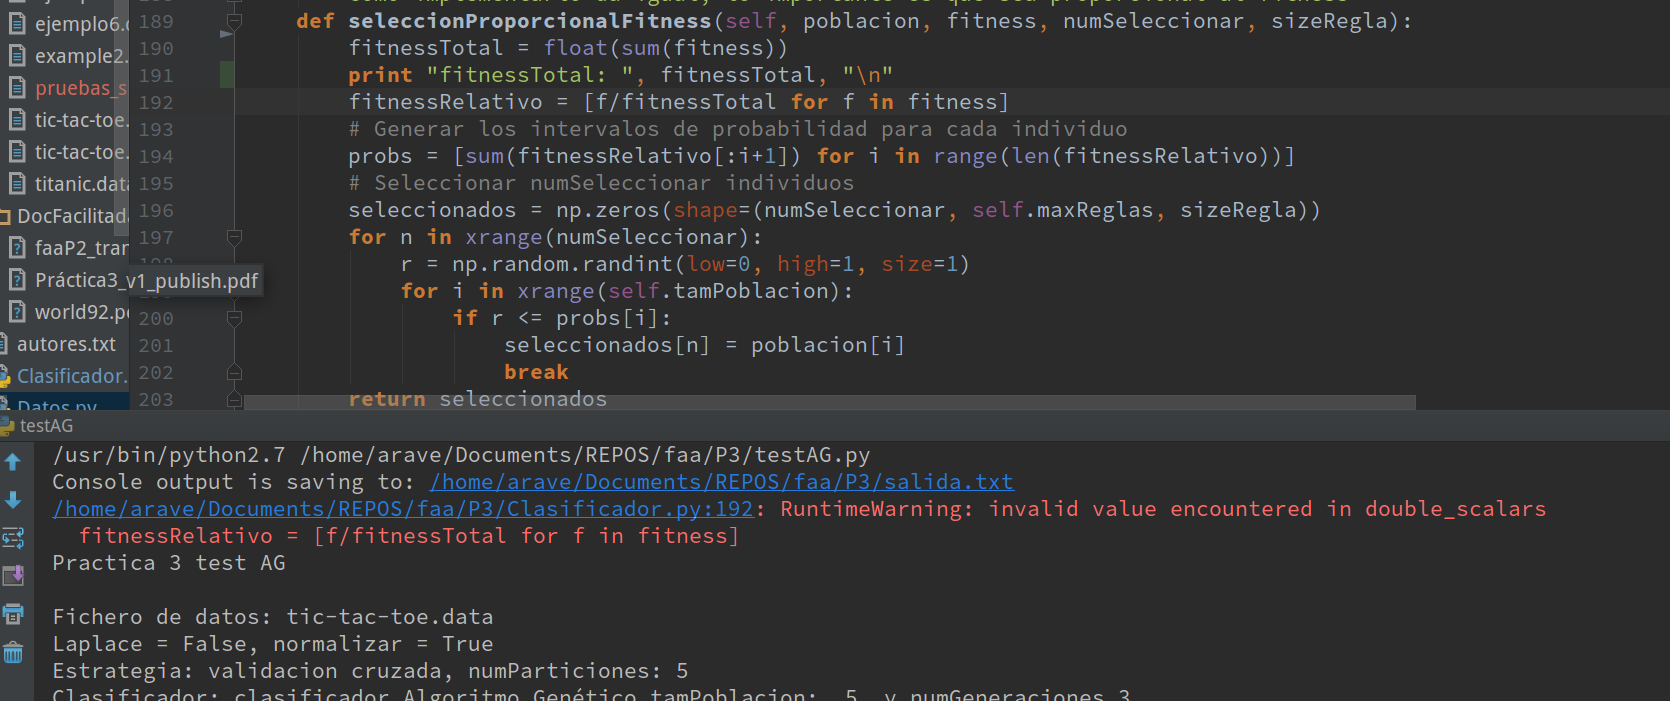 189 def seleccionProporcionalFitness(self, poblacion, fitness, numSeleccionar, sizeRegla):
190 fitnessTotal = float(sum(fitness))
191 print "fitnessTotal: ", fitnessTotal, "\n"
192 fitnessRelativo = [f/fitnessTotal for f in fitness]
193 # Generar los intervalos de probabilidad para cada individuo
194 probs = [sum(fitnessRelativo[:i+1]) for i in range(len(fitnessRelativo))]
195 # Seleccionar numSeleccionar individuos
196 seleccionados = np.zeros(shape=(numSeleccionar, self.maxReglas, sizeRegla))
197 for n in xrange(numSeleccionar):
r = np.random.randint(low=0, high=1, size=1)
for i in xrange(self.tamPoblacion):
200 if r <= probs[i]:
201 seleccionados[n] = poblacion[i]
202 break
203 return seleccionados
ejemplo6.
example2.
pruebas_s
tic-tac-toe.
tic-tac-toe.
titanic.data
DocFacilitada
faaP2_tran
Práctica3_v1_publish.pdf
world92.
autores.txt
Clasificador.
Datos.py
testAG
/usr/bin/python2.7 /home/arave/Documents/REPOS/faa/P3/testAG.py
Console output is saving to: /home/arave/Documents/REPOS/faa/P3/salida.txt
/home/arave/Documents/REPOS/faa/P3/Clasificador.py:192: RuntimeWarning: invalid value encountered in double_scalars
fitnessRelativo = [f/fitnessTotal for f in fitness]
Practica 3 test AG
Fichero de datos: tic-tac-toe.data
Laplace = False, normalizar = True
Estrategia: validacion cruzada, numParticiones: 5
Clasificador: clasificador Algoritmo Genético tamPoblacion: 5 y numGeneraciones 3